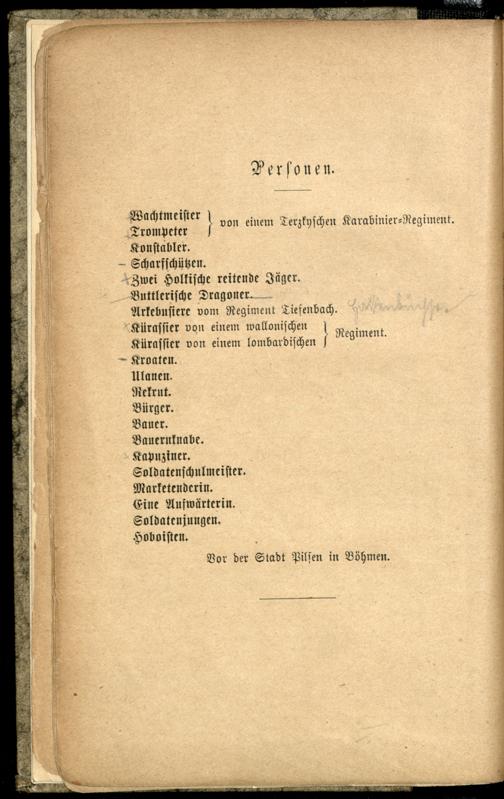 Personen.
Wachtmeister } von einem Terzkyschen Karabinier-Regiment.
Trompeter
Konstabler.
Scharfschützen.
Zwei Holkische reitende Jäger.
Buttlerische Dragoner.
Arkebusiere vom Regiment Tiefenbach.
Kürassier von einem wallonischen } Regiment.
Kürassier von einem lombardischen
Kroaten.
Ulanen.
Rekrut.
Bürger.
Bauer.
Bauernknabe.
Kapuziner.
Soldatenschulmeister.
Marketenderin.
Eine Aufwärterin.
Soldatenjungen.
Hoboisten.
Vor der Stadt Pilsen in Böhmen.